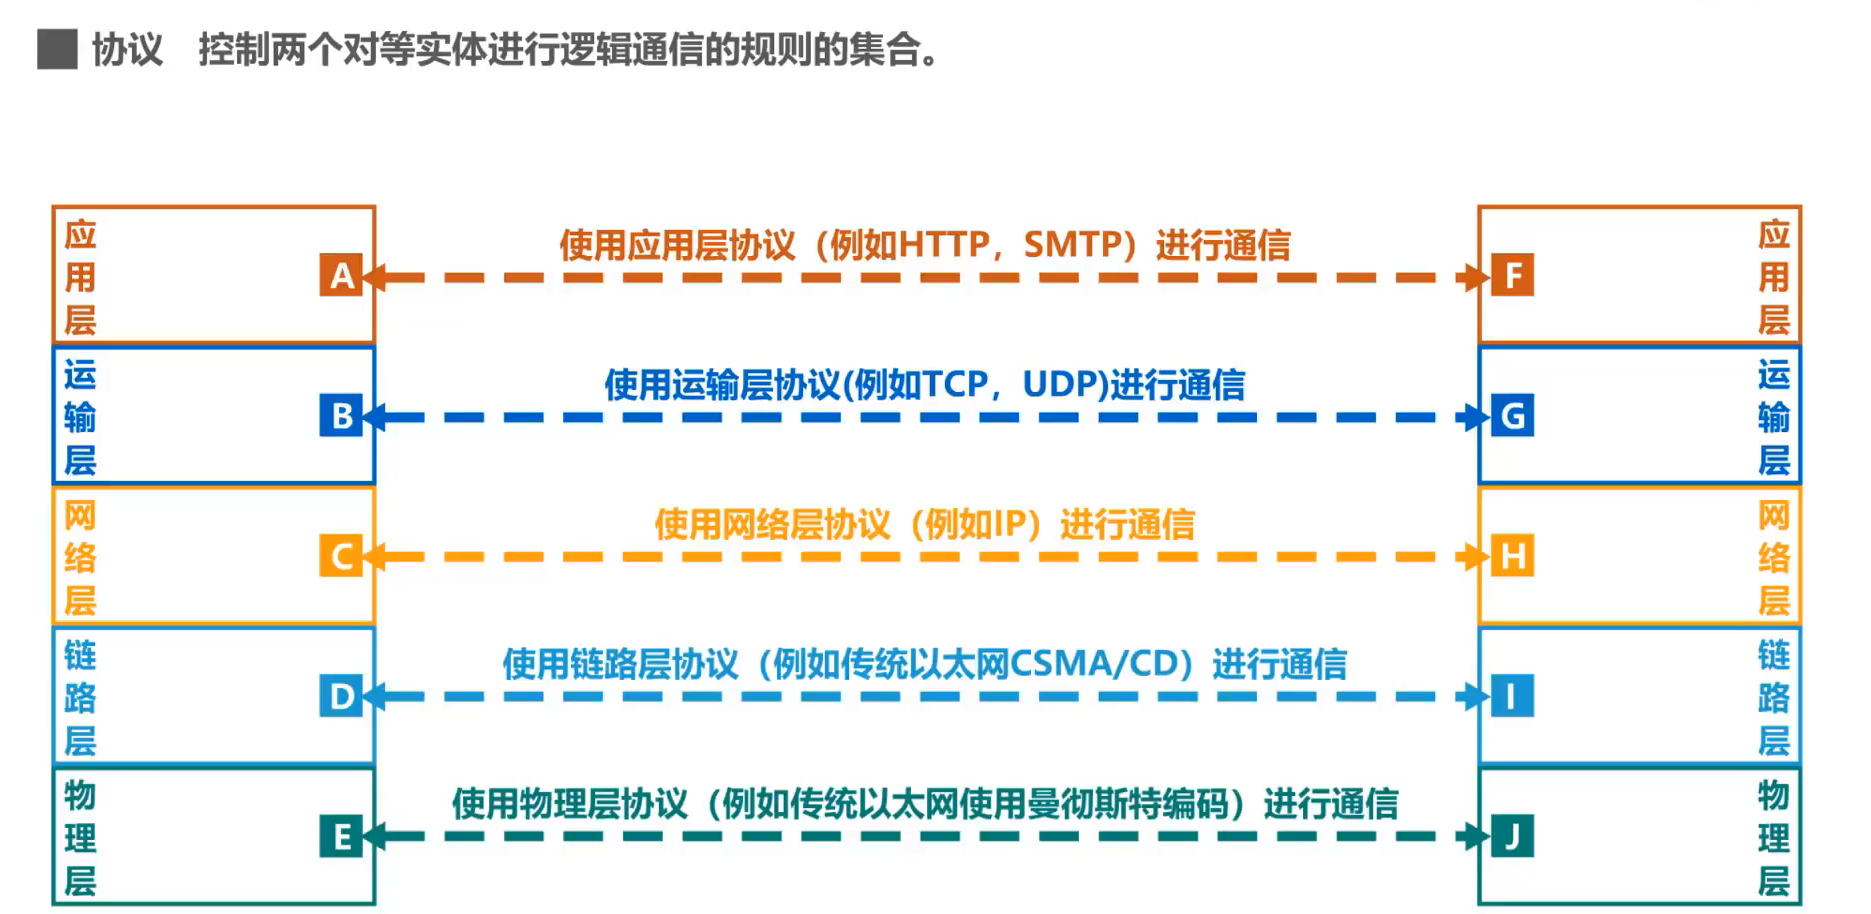 协议 控制两个对等实体进行逻辑通信的规则的集合。
应用层
A
使用应用层协议（例如HTTP，SMTP）进行通信
F
应用层
运输层
B
使用运输层协议(例如TCP，UDP)进行通信
G
运输层
网络层
C
使用网络层协议（例如IP）进行通信
H
网络层
链路层
D
使用链路层协议（例如传统以太网CSMA/CD）进行通信
I
链路层
物理层
E
使用物理层协议（例如传统以太网使用曼彻斯特编码）进行通信
J
物理层